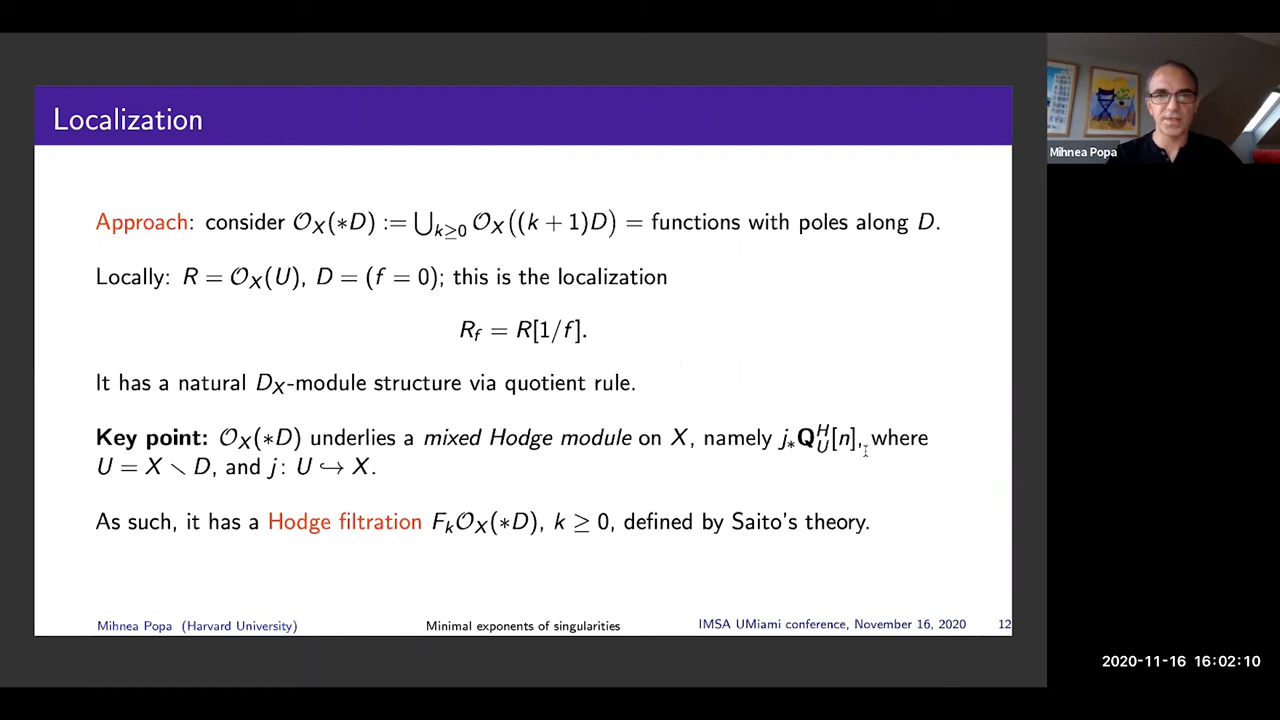 Localization
Approach: consider 𝒪_X(∗D) := ⋃_{k≥0} 𝒪_X((k + 1)D) = functions with poles along D.
Locally: R = 𝒪_X(U), D = (f = 0); this is the localization
R_f = R[1/f].
It has a natural D_X-module structure via quotient rule.
Key point: 𝒪_X(∗D) underlies a mixed Hodge module on X, namely j_∗Q^H_U[n], where
U = X ∖ D, and j: U ↪ X.
As such, it has a Hodge filtration F_k𝒪_X(∗D), k ≥ 0, defined by Saito's theory.
Mihnea Popa (Harvard University) Minimal exponents of singularities IMSA UMiami conference, November 16, 2020 12
Mihnea Popa
2020-11-16 16:02:10